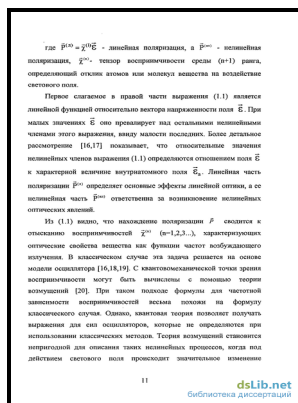 где P̄⁽ᴸ⁾ = χ̄⁽¹⁾ε̄ - линейная поляризация, а P̄⁽ᴺᴸ⁾ - нелинейная
поляризация, χ̄⁽ⁿ⁾- тензор восприимчивости среды (n+1) ранга,
определяющий отклик атомов или молекул вещества на воздействие
светового поля.
Первое слагаемое в правой части выражения (1.1) является
линейной функцией относительно вектора напряженности поля ε̄. При
малых значениях ε̄ оно превалирует над остальными нелинейными
членами этого выражения, ввиду малости последних. Более детальное
рассмотрение [16,17] показывает, что относительные значения
нелинейных членов выражения (1.1) определяются отношением поля ε̄
к характерной величине внутриатомного поля ε̄ₐ. Линейная часть
поляризации P̄⁽ᴸ⁾ определяет основные эффекты линейной оптики, а ее
нелинейная часть P̄⁽ᴺᴸ⁾ ответственна за возникновение нелинейных
оптических явлений.
Из (1.1) видно, что нахождение поляризации P̄ сводится к
отысканию восприимчивостей χ̄⁽ⁿ⁾ (n=1,2,3...), характеризующих
оптические свойства вещества как функции частот возбуждающего
излучения. В классическом случае эта задача решается на основе
модели осциллятора [16,18,19]. С квантовомеханической точки зрения
восприимчивости могут быть вычислены с помощью теории
возмущений [20]. При таком подходе формулы для частотной
зависимости восприимчивостей весьма похожи на формулу
классического случая. Однако, квантовая теория позволяет получать
выражения для сил осцилляторов, которые не определяются при
использовании классических методов. Теория возмущений становится
непригодной для описания таких нелинейных процессов, когда под
действием светового поля происходит значительное изменение
11
dsLib.net
библиотека диссертаций